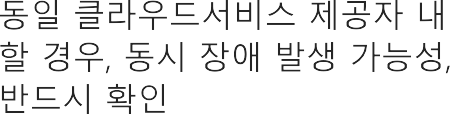 동일 클라우드서비스 제공자 내
할 경우, 동시 장애 발생 가능성,
반드시 확인